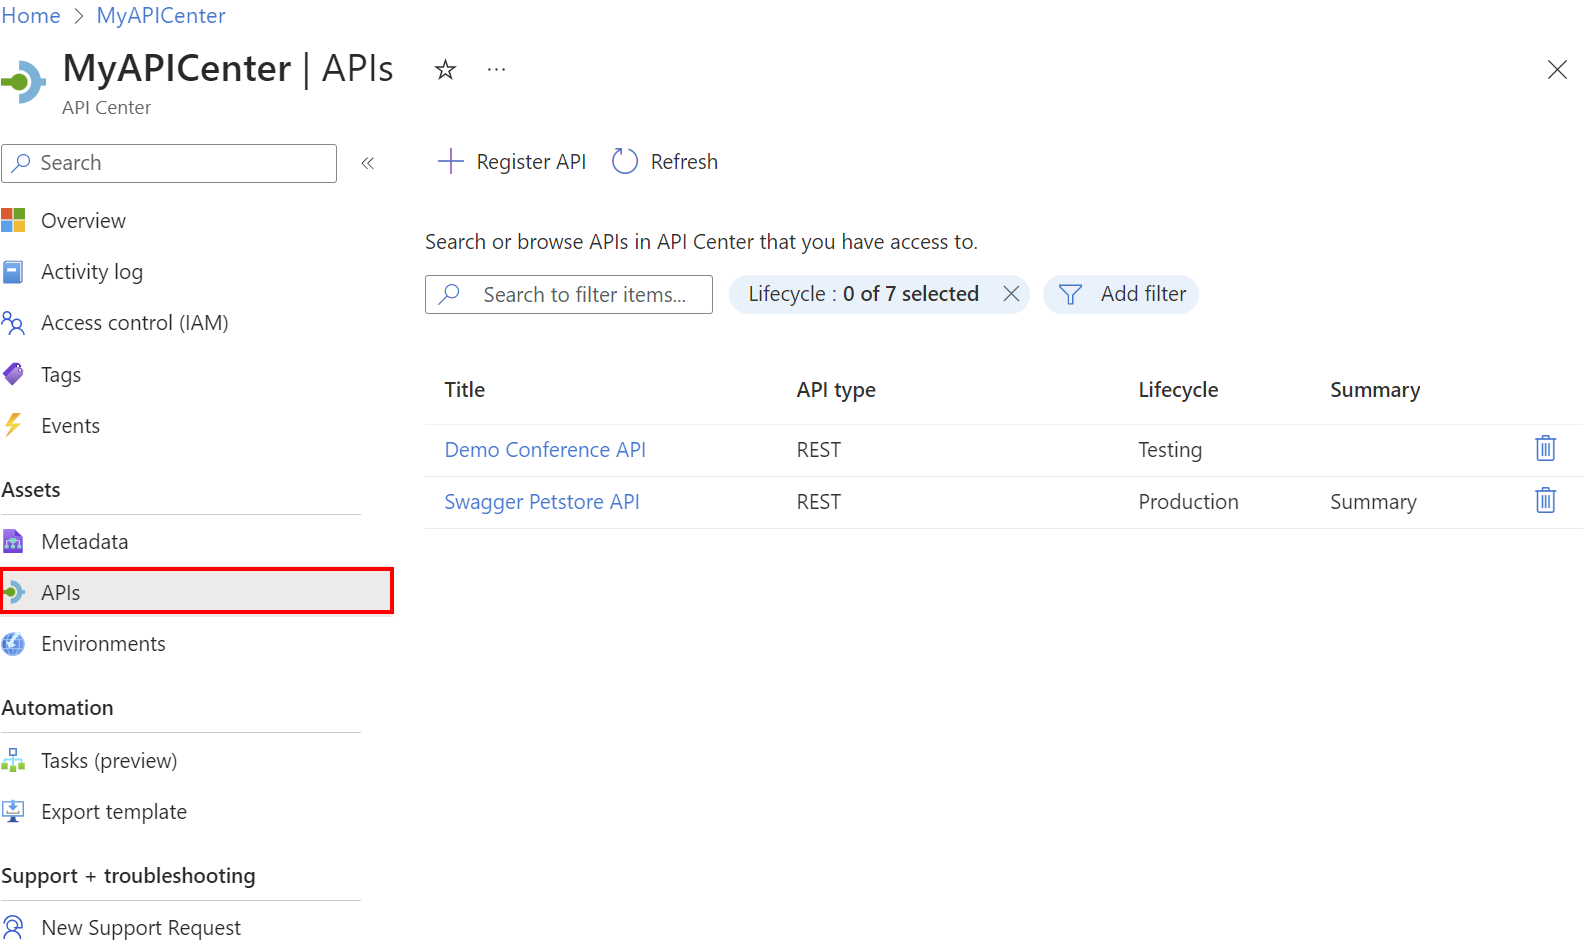 Home > MyAPICenter
MyAPICenter | APIs
API Center
Search
Register API
Refresh
Overview
Activity log
Access control (IAM)
Tags
Events
Assets
Metadata
APIs
Environments
Automation
Tasks (preview)
Export template
Support + troubleshooting
New Support Request
Search or browse APIs in API Center that you have access to.
Search to filter items...
Lifecycle : 0 of 7 selected
Add filter
Title API type Lifecycle Summary
Demo Conference API REST Testing
Swagger Petstore API REST Production Summary